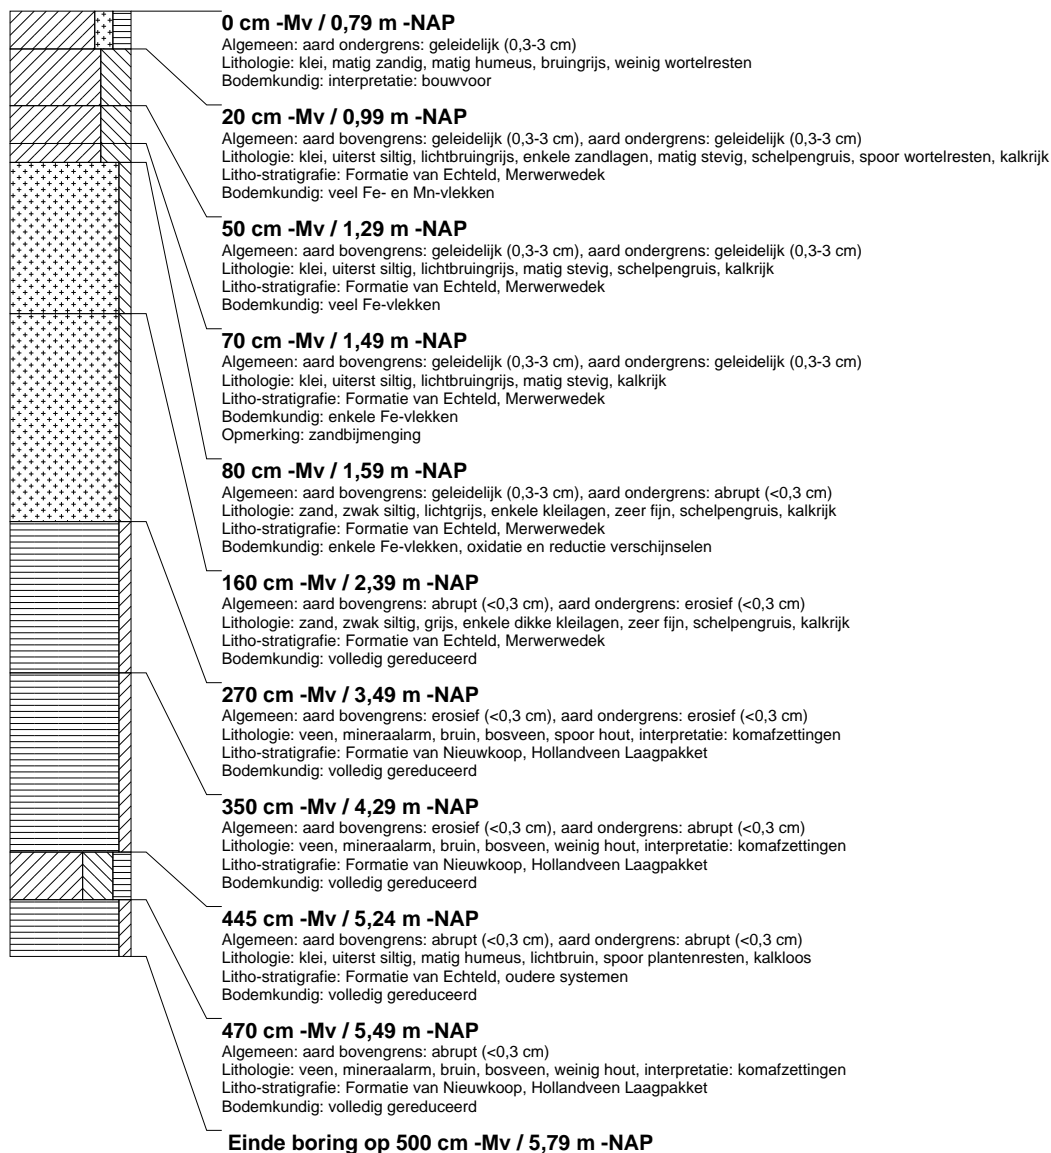 0 cm -Mv / 0,79 m -NAP
Algemeen: aard ondergrens: geleidelijk (0,3-3 cm)
Lithologie: klei, matig zandig, matig humeus, bruingrijs, weinig wortelresten
Bodemkundig: interpretatie: bouwvoor
20 cm -Mv / 0,99 m -NAP
Algemeen: aard bovengrens: geleidelijk (0,3-3 cm), aard ondergrens: geleidelijk (0,3-3 cm)
Lithologie: klei, uiterst siltig, lichtbruingrijs, enkele zandlagen, matig stevig, schelpengruis, spoor wortelresten, kalkrijk
Litho-stratigrafie: Formatie van Echteld, Merwerwedek
Bodemkundig: veel Fe- en Mn-vlekken
50 cm -Mv / 1,29 m -NAP
Algemeen: aard bovengrens: geleidelijk (0,3-3 cm), aard ondergrens: geleidelijk (0,3-3 cm)
Lithologie: klei, uiterst siltig, lichtbruingrijs, matig stevig, schelpengruis, kalkrijk
Litho-stratigrafie: Formatie van Echteld, Merwerwedek
Bodemkundig: veel Fe-vlekken
70 cm -Mv / 1,49 m -NAP
Algemeen: aard bovengrens: geleidelijk (0,3-3 cm), aard ondergrens: geleidelijk (0,3-3 cm)
Lithologie: klei, uiterst siltig, lichtbruingrijs, matig stevig, kalkrijk
Litho-stratigrafie: Formatie van Echteld, Merwerwedek
Bodemkundig: enkele Fe-vlekken
Opmerking: zandbijmenging
80 cm -Mv / 1,59 m -NAP
Algemeen: aard bovengrens: geleidelijk (0,3-3 cm), aard ondergrens: abrupt (<0,3 cm)
Lithologie: zand, zwak siltig, lichtgrijs, enkele kleilagen, zeer fijn, schelpengruis, kalkrijk
Litho-stratigrafie: Formatie van Echteld, Merwerwedek
Bodemkundig: enkele Fe-vlekken, oxidatie en reductie verschijnselen
160 cm -Mv / 2,39 m -NAP
Algemeen: aard bovengrens: abrupt (<0,3 cm), aard ondergrens: erosief (<0,3 cm)
Lithologie: zand, zwak siltig, grijs, enkele dikke kleilagen, zeer fijn, schelpengruis, kalkrijk
Litho-stratigrafie: Formatie van Echteld, Merwerwedek
Bodemkundig: volledig gereduceerd
270 cm -Mv / 3,49 m -NAP
Algemeen: aard bovengrens: erosief (<0,3 cm), aard ondergrens: erosief (<0,3 cm)
Lithologie: veen, mineraalarm, bruin, bosveen, spoor hout, interpretatie: komafzettingen
Litho-stratigrafie: Formatie van Nieuwkoop, Hollandveen Laagpakket
Bodemkundig: volledig gereduceerd
350 cm -Mv / 4,29 m -NAP
Algemeen: aard bovengrens: erosief (<0,3 cm), aard ondergrens: abrupt (<0,3 cm)
Lithologie: veen, mineraalarm, bruin, bosveen, weinig hout, interpretatie: komafzettingen
Litho-stratigrafie: Formatie van Nieuwkoop, Hollandveen Laagpakket
Bodemkundig: volledig gereduceerd
445 cm -Mv / 5,24 m -NAP
Algemeen: aard bovengrens: abrupt (<0,3 cm), aard ondergrens: abrupt (<0,3 cm)
Lithologie: klei, uiterst siltig, matig humeus, lichtbruin, spoor plantenresten, kalkloos
Litho-stratigrafie: Formatie van Echteld, oudere systemen
Bodemkundig: volledig gereduceerd
470 cm -Mv / 5,49 m -NAP
Algemeen: aard bovengrens: abrupt (<0,3 cm)
Lithologie: veen, mineraalarm, bruin, bosveen, weinig hout, interpretatie: komafzettingen
Litho-stratigrafie: Formatie van Nieuwkoop, Hollandveen Laagpakket
Bodemkundig: volledig gereduceerd
Einde boring op 500 cm -Mv / 5,79 m -NAP